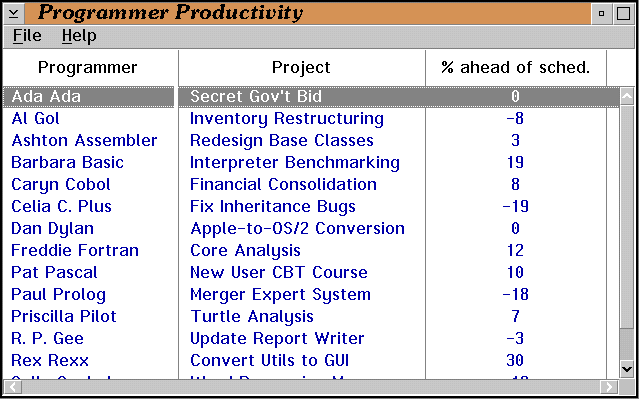 Programmer Productivity
File Help
Programmer Project % ahead of sched.
Ada Ada Secret Gov't Bid 0
Al Gol Inventory Restructuring -8
Ashton Assembler Redesign Base Classes 3
Barbara Basic Interpreter Benchmarking 19
Caryn Cobol Financial Consolidation 8
Celia C. Plus Fix Inheritance Bugs -19
Dan Dylan Apple-to-OS/2 Conversion 0
Freddie Fortran Core Analysis 12
Pat Pascal New User CBT Course 10
Paul Prolog Merger Expert System -18
Priscilla Pilot Turtle Analysis 7
R. P. Gee Update Report Writer -3
Rex Rexx Convert Utils to GUI 30